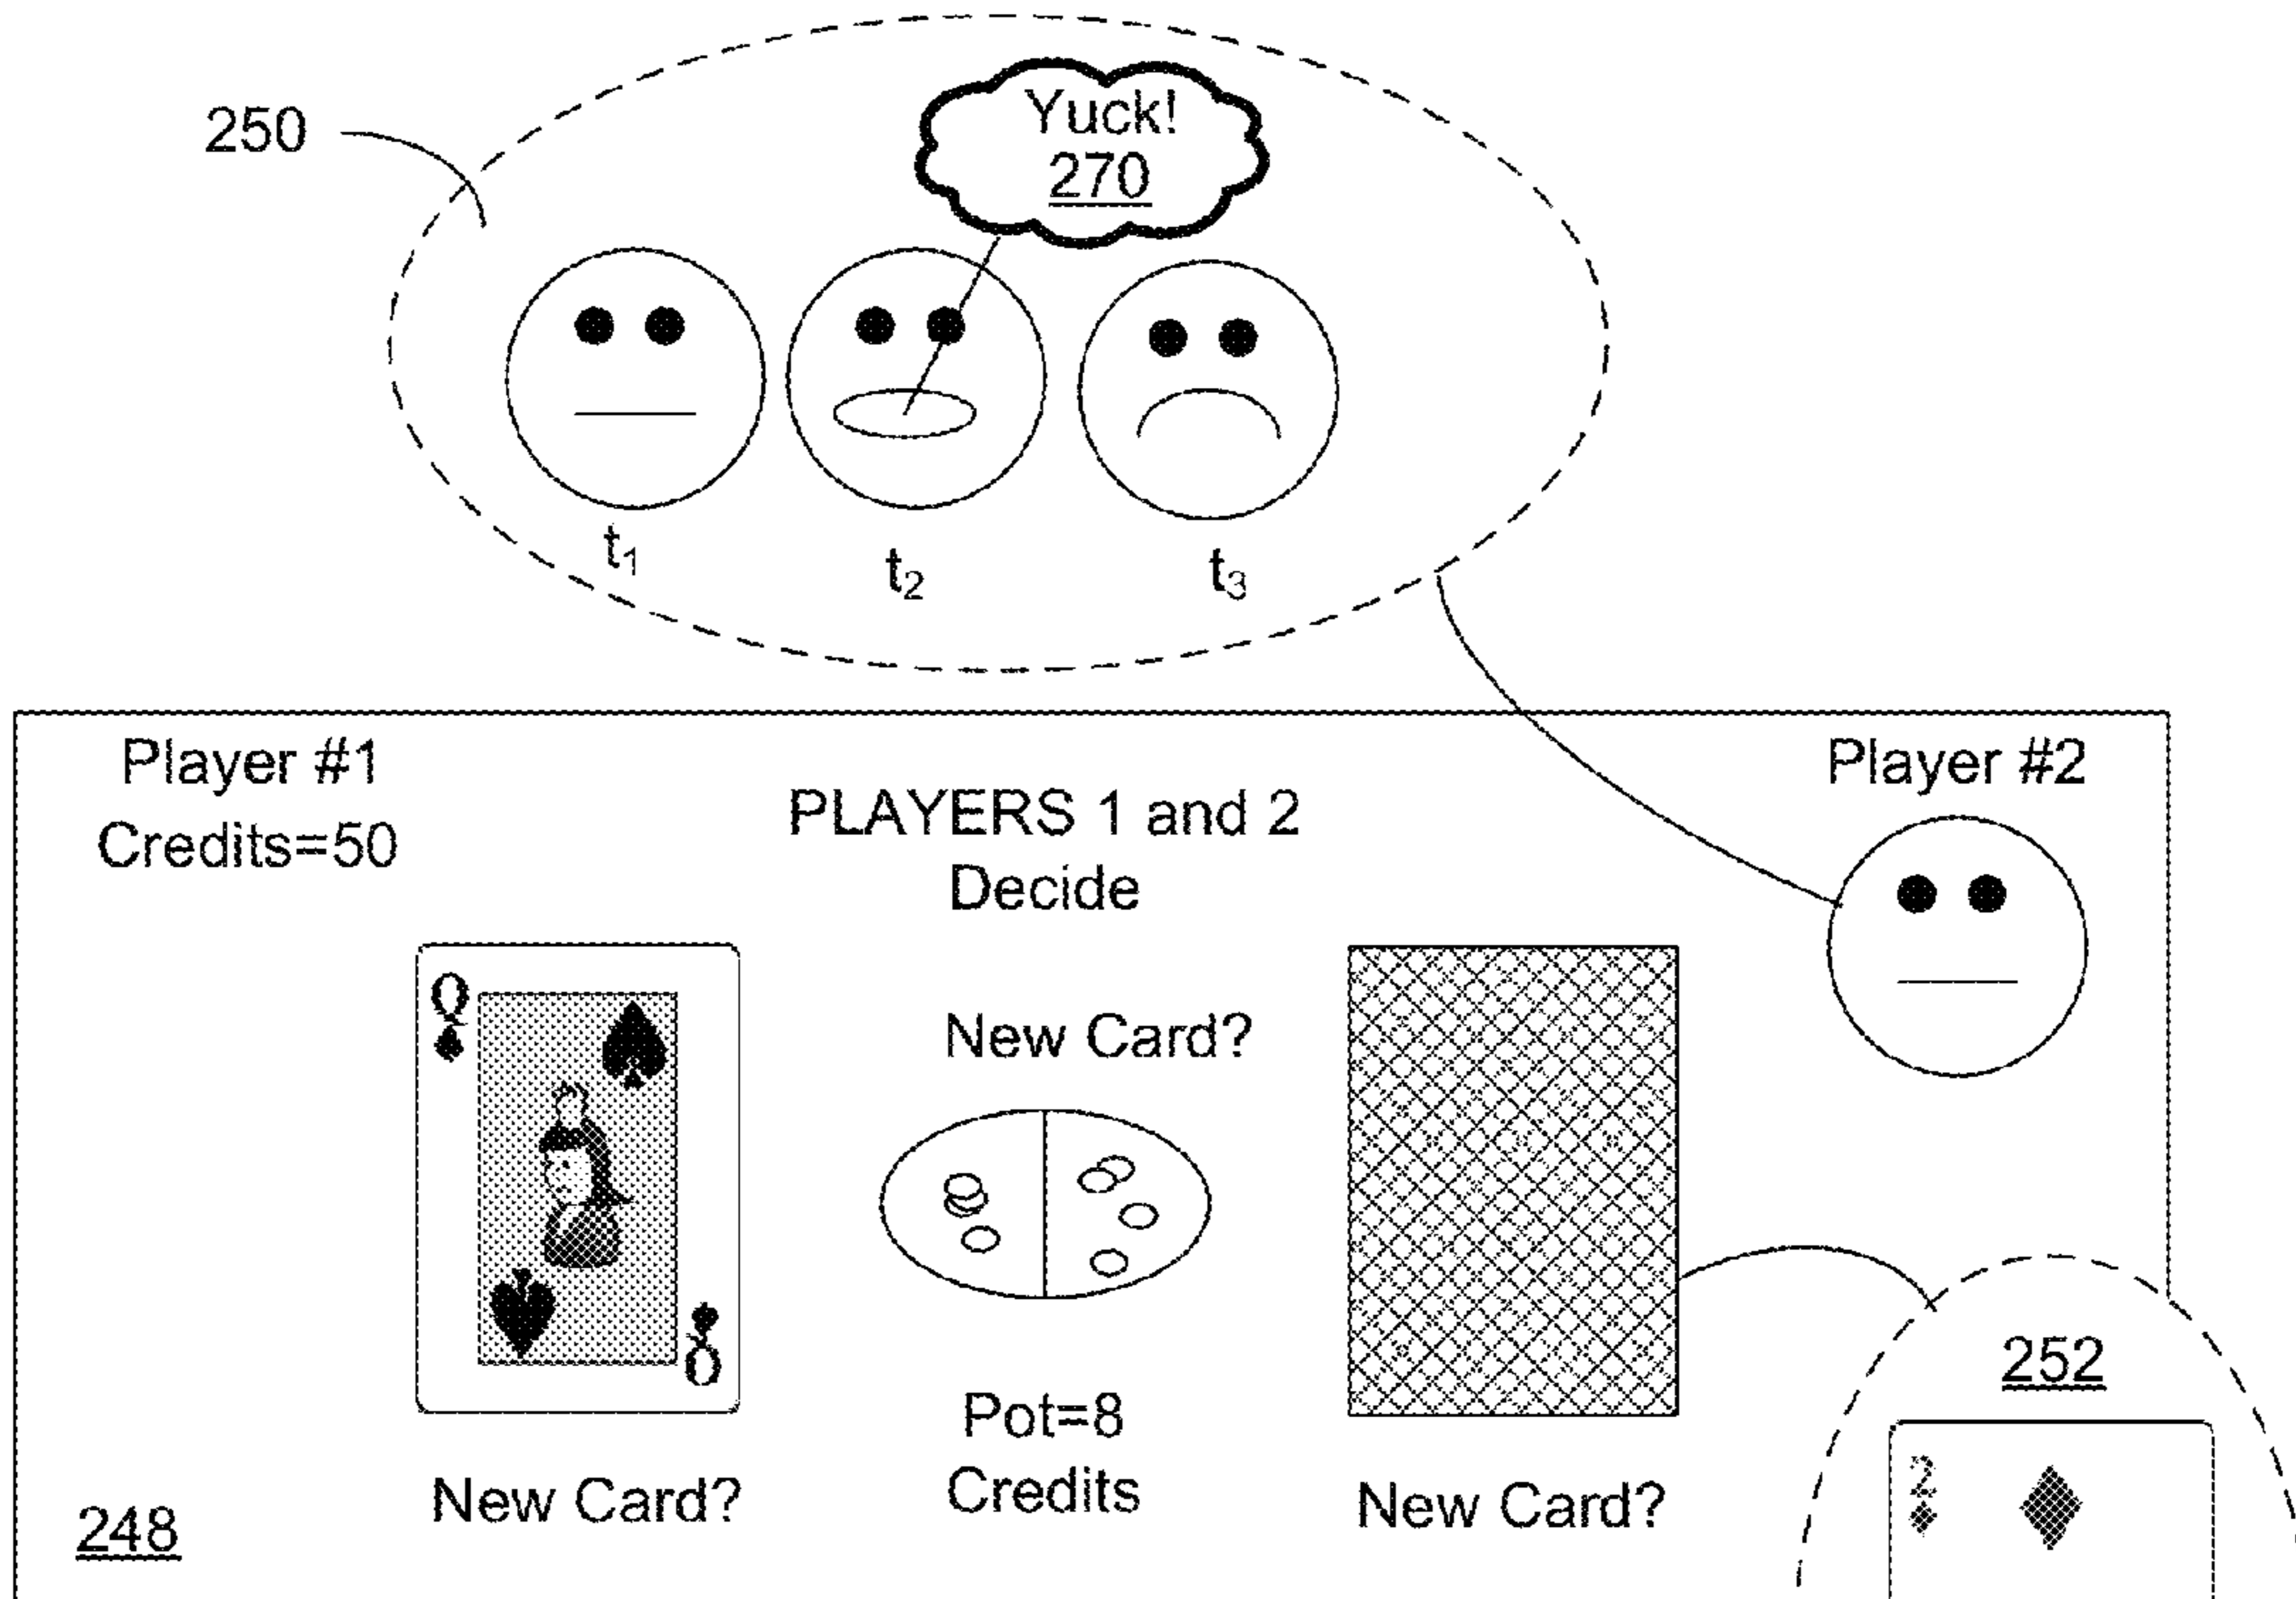 Yuck!
270
250
t1
t2
t3
Player #1
Credits=50
PLAYERS 1 and 2
Decide
Player #2
Q
New Card?
Q
Pot=8
Credits
252
2
New Card?
New Card?
248